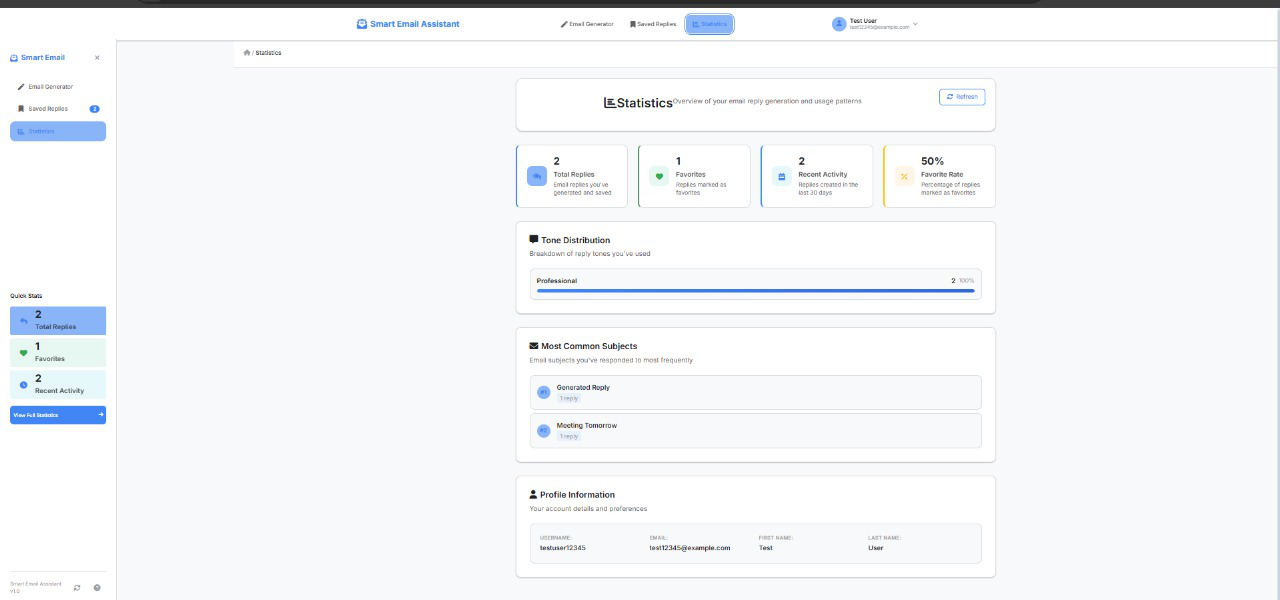 Smart Email Assistant
Email Generator
Saved Replies
Statistics
Test User
test12345@example.com
Smart Email
Email Generator
Saved Replies 2
Statistics
Quick Stats
2
Total Replies
1
Favorites
2
Recent Activity
View Full Statistics
Smart Email Assistant
v1.0
/ Statistics
Statistics Overview of your email reply generation and usage patterns
Refresh
2
Total Replies
Email replies you've
generated and saved
1
Favorites
Replies marked as
favorites
2
Recent Activity
Replies created in the
last 30 days
50%
Favorite Rate
Percentage of replies
marked as favorites
Tone Distribution
Breakdown of reply tones you've used
Professional 2 100%
Most Common Subjects
Email subjects you've responded to most frequently
#1
Generated Reply
1 reply
#2
Meeting Tomorrow
1 reply
Profile Information
Your account details and preferences
USERNAME:
testuser12345
EMAIL:
test12345@example.com
FIRST NAME:
Test
LAST NAME:
User